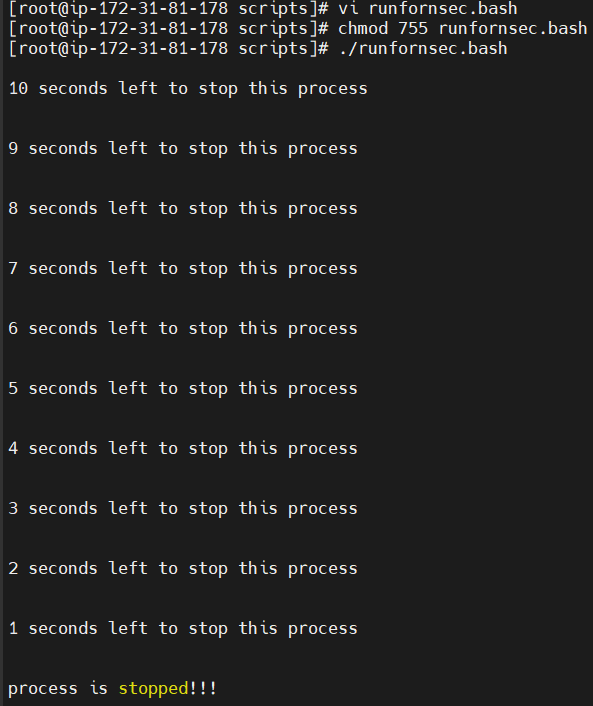 [root@ip-172-31-81-178 scripts]# vi runfornsec.bash
[root@ip-172-31-81-178 scripts]# chmod 755 runfornsec.bash
[root@ip-172-31-81-178 scripts]# ./runfornsec.bash
10 seconds left to stop this process
9 seconds left to stop this process
8 seconds left to stop this process
7 seconds left to stop this process
6 seconds left to stop this process
5 seconds left to stop this process
4 seconds left to stop this process
3 seconds left to stop this process
2 seconds left to stop this process
1 seconds left to stop this process
process is stopped!!!